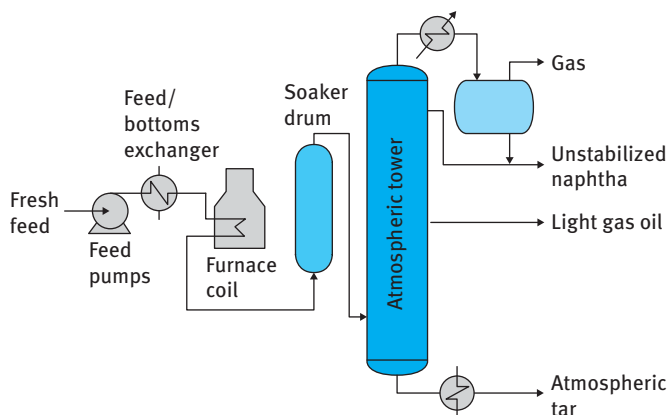 Fresh
feed
Feed
pumps
Feed/
bottoms
exchanger
Furnace
coil
Soaker
drum
Atmospheric tower
Gas
Unstabilized
naphtha
Light gas oil
Atmospheric
tar